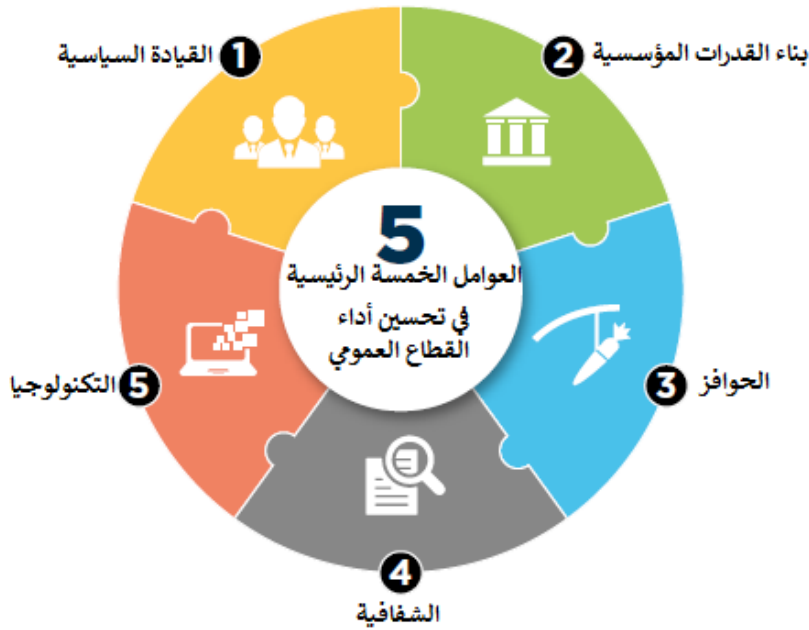 5
العوامل الخمسة الرئيسية
في تحسين أداء
القطاع العمومي
1 القيادة السياسية
2 بناء القدرات المؤسسية
3 الحوافز
4
الشفافية
5 التكنولوجيا